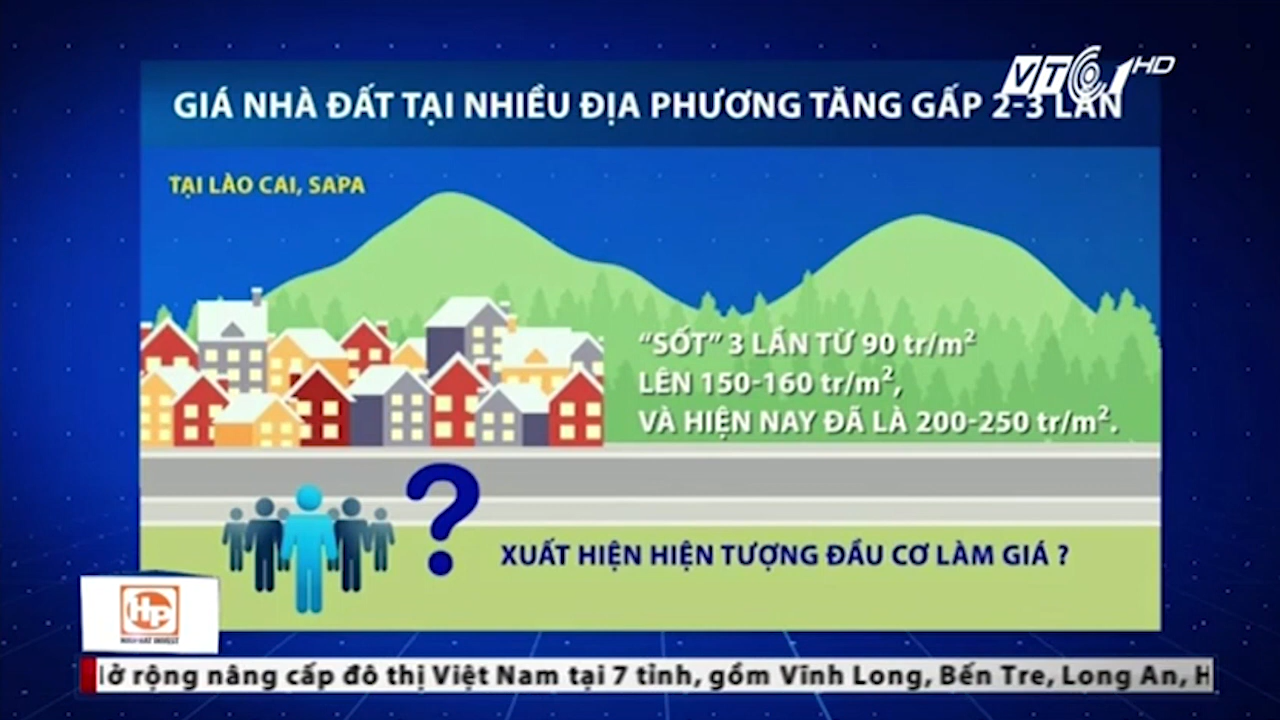 VTC1 HD
GIÁ NHÀ ĐẤT TẠI NHIỀU ĐỊA PHƯƠNG TĂNG GẤP 2-3 LẦN
TẠI LÀO CAI, SAPA
“SỐT” 3 LẦN TỪ 90 tr/m²
LÊN 150-160 tr/m²,
VÀ HIỆN NAY ĐÃ LÀ 200-250 tr/m².
?
XUẤT HIỆN HIỆN TƯỢNG ĐẦU CƠ LÀM GIÁ ?
HP
ở rộng nâng cấp đô thị Việt Nam tại 7 tỉnh, gồm Vĩnh Long, Bến Tre, Long An, H